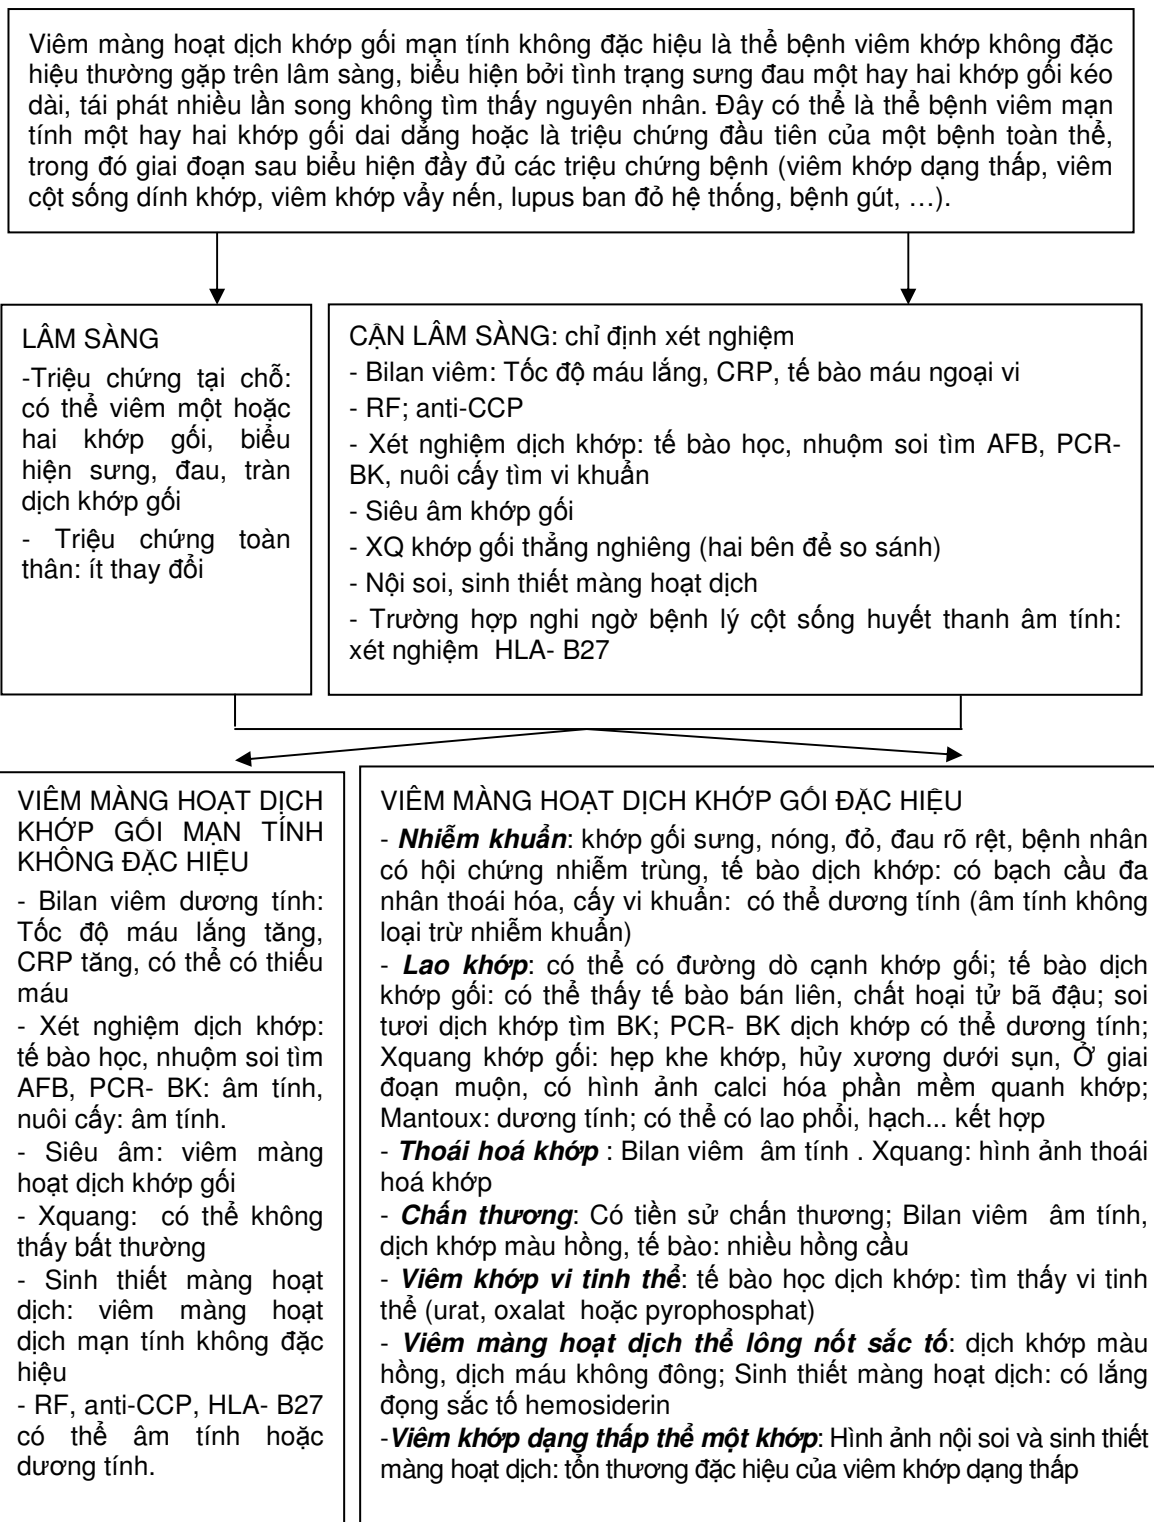 Viêm màng hoạt dịch khớp gối mạn tính không đặc hiệu là thể bệnh viêm khớp không đặc
hiệu thường gặp trên lâm sàng, biểu hiện bởi tình trạng sưng đau một hay hai khớp gối kéo
dài, tái phát nhiều lần song không tìm thấy nguyên nhân. Đây có thể là thể bệnh viêm mạn
tính một hay hai khớp gối dai dẳng hoặc là triệu chứng đầu tiên của một bệnh toàn thể,
trong đó giai đoạn sau biểu hiện đầy đủ các triệu chứng bệnh (viêm khớp dạng thấp, viêm
cột sống dính khớp, viêm khớp vẩy nến, lupus ban đỏ hệ thống, bệnh gút, …).
LÂM SÀNG
-Triệu chứng tại chỗ:
có thể viêm một hoặc
hai khớp gối, biểu
hiện sưng, đau, tràn
dịch khớp gối
- Triệu chứng toàn
thân: ít thay đổi
CẬN LÂM SÀNG: chỉ định xét nghiệm
- Bilan viêm: Tốc độ máu lắng, CRP, tế bào máu ngoại vi
- RF; anti-CCP
- Xét nghiệm dịch khớp: tế bào học, nhuộm soi tìm AFB, PCR-
BK, nuôi cấy tìm vi khuẩn
- Siêu âm khớp gối
- XQ khớp gối thẳng nghiêng (hai bên để so sánh)
- Nội soi, sinh thiết màng hoạt dịch
- Trường hợp nghi ngờ bệnh lý cột sống huyết thanh âm tính:
xét nghiệm HLA- B27
VIÊM MÀNG HOẠT DỊCH
KHỚP GỐI MẠN TÍNH
KHÔNG ĐẶC HIỆU
- Bilan viêm dương tính:
Tốc độ máu lắng tăng,
CRP tăng, có thể có thiếu
máu
- Xét nghiệm dịch khớp:
tế bào học, nhuộm soi tìm
AFB, PCR- BK: âm tính,
nuôi cấy: âm tính.
- Siêu âm: viêm màng
hoạt dịch khớp gối
- Xquang: có thể không
thấy bất thường
- Sinh thiết màng hoạt
dịch: viêm màng hoạt
dịch mạn tính không đặc
hiệu
- RF, anti-CCP, HLA- B27
có thể âm tính hoặc
dương tính.
VIÊM MÀNG HOẠT DỊCH KHỚP GỐI ĐẶC HIỆU
- Nhiễm khuẩn: khớp gối sưng, nóng, đỏ, đau rõ rệt, bệnh nhân
có hội chứng nhiễm trùng, tế bào dịch khớp: có bạch cầu đa
nhân thoái hóa, cấy vi khuẩn: có thể dương tính (âm tính không
loại trừ nhiễm khuẩn)
- Lao khớp: có thể có đường dò cạnh khớp gối; tế bào dịch
khớp gối: có thể thấy tế bào bán liên, chất hoại tử bã đậu; soi
tươi dịch khớp tìm BK; PCR- BK dịch khớp có thể dương tính;
Xquang khớp gối: hẹp khe khớp, hủy xương dưới sụn, Ở giai
đoạn muộn, có hình ảnh calci hóa phần mềm quanh khớp;
Mantoux: dương tính; có thể có lao phổi, hạch... kết hợp
- Thoái hoá khớp : Bilan viêm âm tính . Xquang: hình ảnh thoái
hoá khớp
- Chấn thương: Có tiền sử chấn thương; Bilan viêm âm tính,
dịch khớp màu hồng, tế bào: nhiều hồng cầu
- Viêm khớp vi tinh thể: tế bào học dịch khớp: tìm thấy vi tinh
thể (urat, oxalat hoặc pyrophosphat)
- Viêm màng hoạt dịch thể lông nốt sắc tố: dịch khớp màu
hồng, dịch máu không đông; Sinh thiết màng hoạt dịch: có lắng
đọng sắc tố hemosiderin
-Viêm khớp dạng thấp thể một khớp: Hình ảnh nội soi và sinh thiết
màng hoạt dịch: tổn thương đặc hiệu của viêm khớp dạng thấp